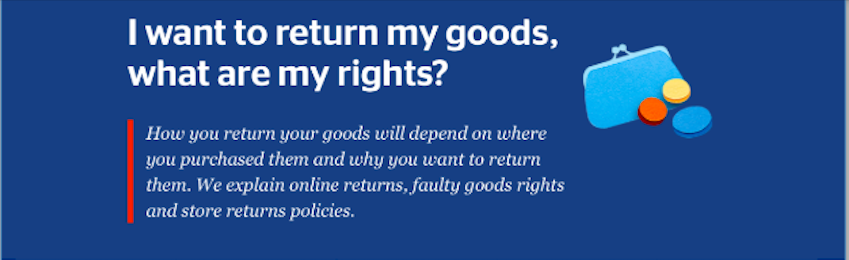 I want to return my goods,
what are my rights?
How you return your goods will depend on where
you purchased them and why you want to return
them. We explain online returns, faulty goods rights
and store returns policies.